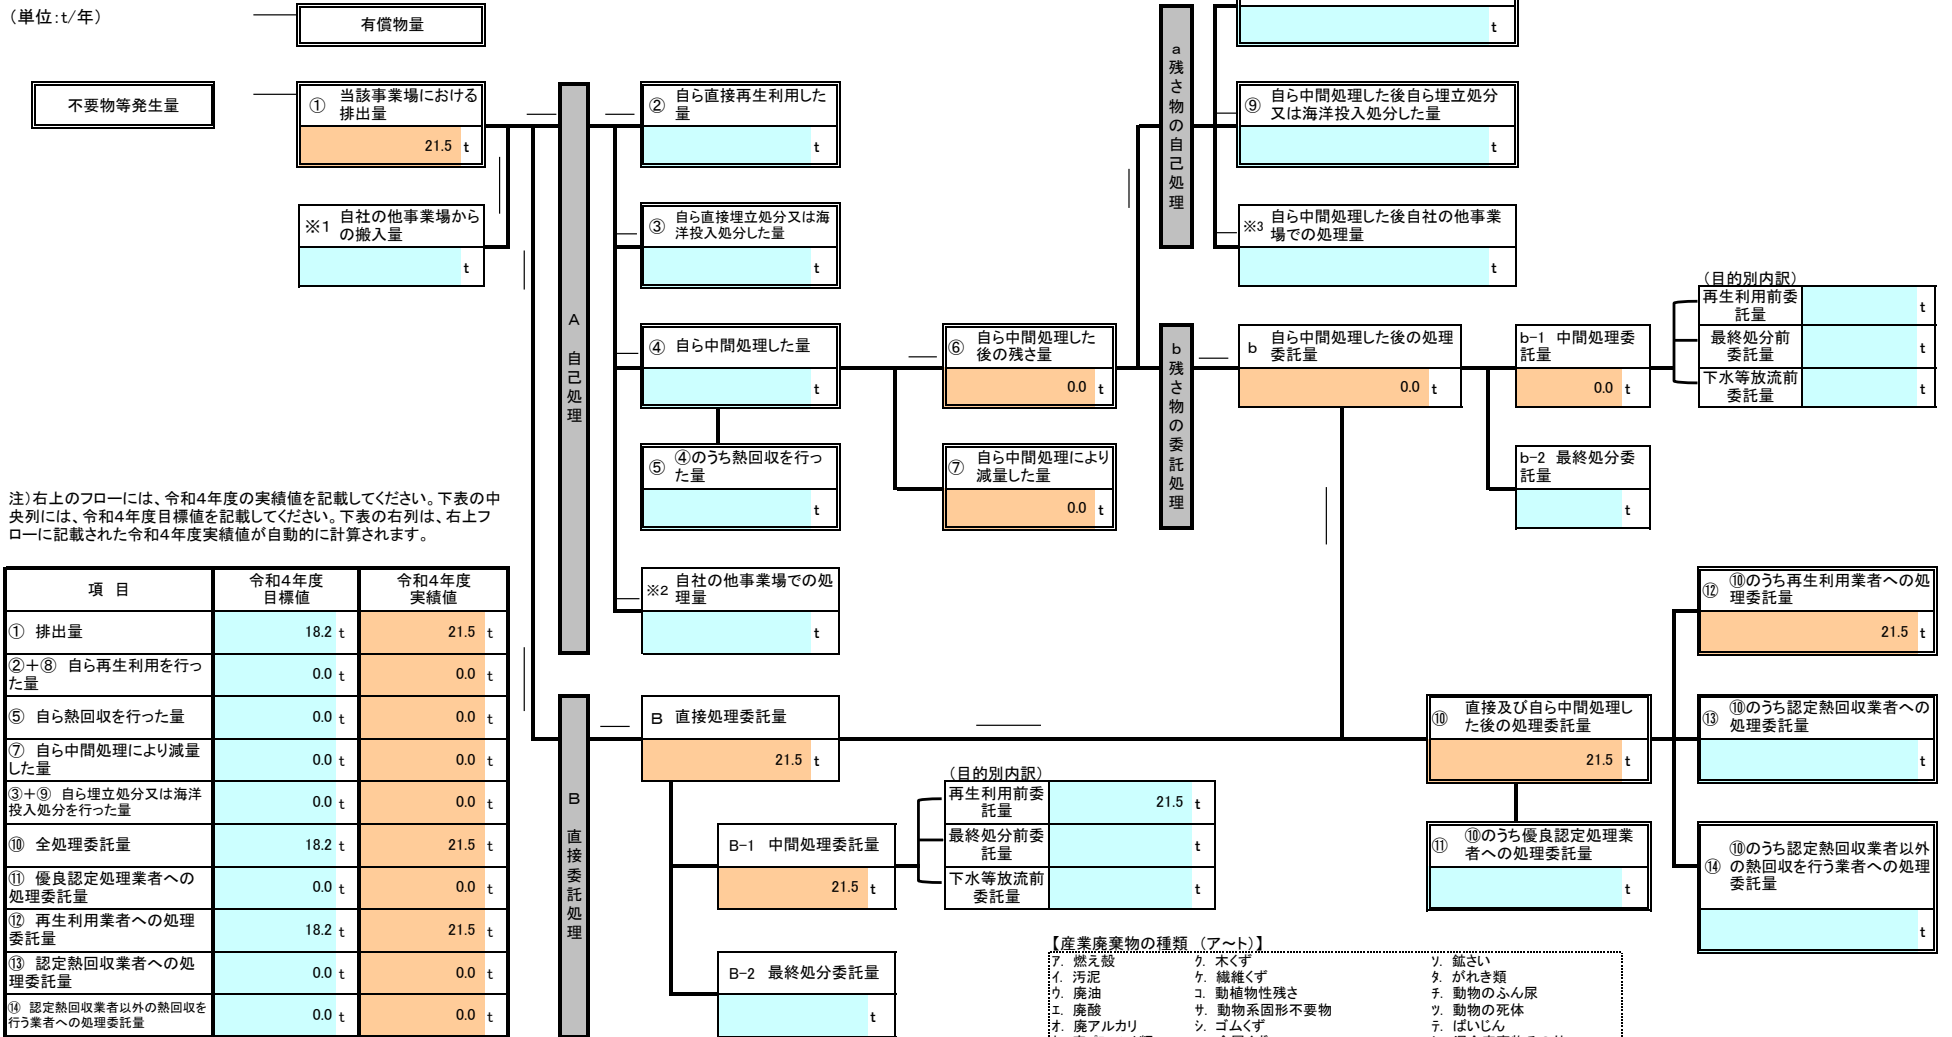 (単位:t/年)
有償物量
t
不要物等発生量
① 当該事業場における
排出量
21.5 t
※1 自社の他事業場から
の搬入量
t
A 自己処理
② 自ら直接再生利用した
量
t
③ 自ら直接埋立処分又は海
洋投入処分した量
t
④ 自ら中間処理した量
t
⑤ ④のうち熱回収を行っ
た量
t
※2 自社の他事業場での処
理量
t
⑥ 自ら中間処理した
後の残さ量
0.0 t
⑦ 自ら中間処理により
減量した量
0.0 t
a 残さ物の自己処理
⑨ 自ら中間処理した後自ら埋立処分
又は海洋投入処分した量
t
※3 自ら中間処理した後自社の他事業
場での処理量
t
b 残さ物の委託処理
b 自ら中間処理した後の処理
委託量
0.0 t
b-1 中間処理委
託量
0.0 t
b-2 最終処分委
託量
t
(目的別内訳)
再生利用前委
託量
t
最終処分前
委託量
t
下水等放流前
委託量
t
注)右上のフローには、令和4年度の実績値を記載してください。下表の中
央列には、令和4年度目標値を記載してください。下表の右列は、右上フ
ローに記載された令和4年度実績値が自動的に計算されます。
項 目 令和4年度 令和4年度
目標値 実績値
① 排出量 18.2 t 21.5 t
②+⑧ 自ら再生利用を行っ
た量 0.0 t 0.0 t
⑤ 自ら熱回収を行った量 0.0 t 0.0 t
⑦ 自ら中間処理により減量
した量 0.0 t 0.0 t
③+⑨ 自ら埋立処分又は海洋
投入処分を行った量 0.0 t 0.0 t
⑩ 全処理委託量 18.2 t 21.5 t
⑪ 優良認定処理業者への
処理委託量 0.0 t 0.0 t
⑫ 再生利用業者への処理
委託量 18.2 t 21.5 t
⑬ 認定熱回収業者への処
理委託量 0.0 t 0.0 t
⑭ 認定熱回収業者以外の熱回収を
行う業者への処理委託量 0.0 t 0.0 t
B 直接委託処理
B 直接処理委託量
21.5 t
B-1 中間処理委託量
21.5 t
B-2 最終処分委託量
t
(目的別内訳)
再生利用前委
託量
21.5 t
最終処分前委
託量
t
下水等放流前
委託量
t
⑩ 直接及び自ら中間処理し
た後の処理委託量
21.5 t
⑪ ⑩のうち優良認定処理業
者への処理委託量
t
⑫ ⑩のうち再生利用業者への処
理委託量
21.5 t
⑬ ⑩のうち認定熱回収業者への
処理委託量
t
⑭ ⑩のうち認定熱回収業者以外
の熱回収を行う業者への処理
委託量
t
【産業廃棄物の種類 (ア~ト)】
ア. 燃え殻 ク. 木くず ソ. 鉱さい
イ. 汚泥 ケ. 繊維くず タ. がれき類
ウ. 廃油 コ. 動植物性残さ チ. 動物のふん尿
エ. 廃酸 サ. 動物系固形不要物 ツ. 動物の死体
オ. 廃アルカリ シ. ゴムくず テ. ばいじん